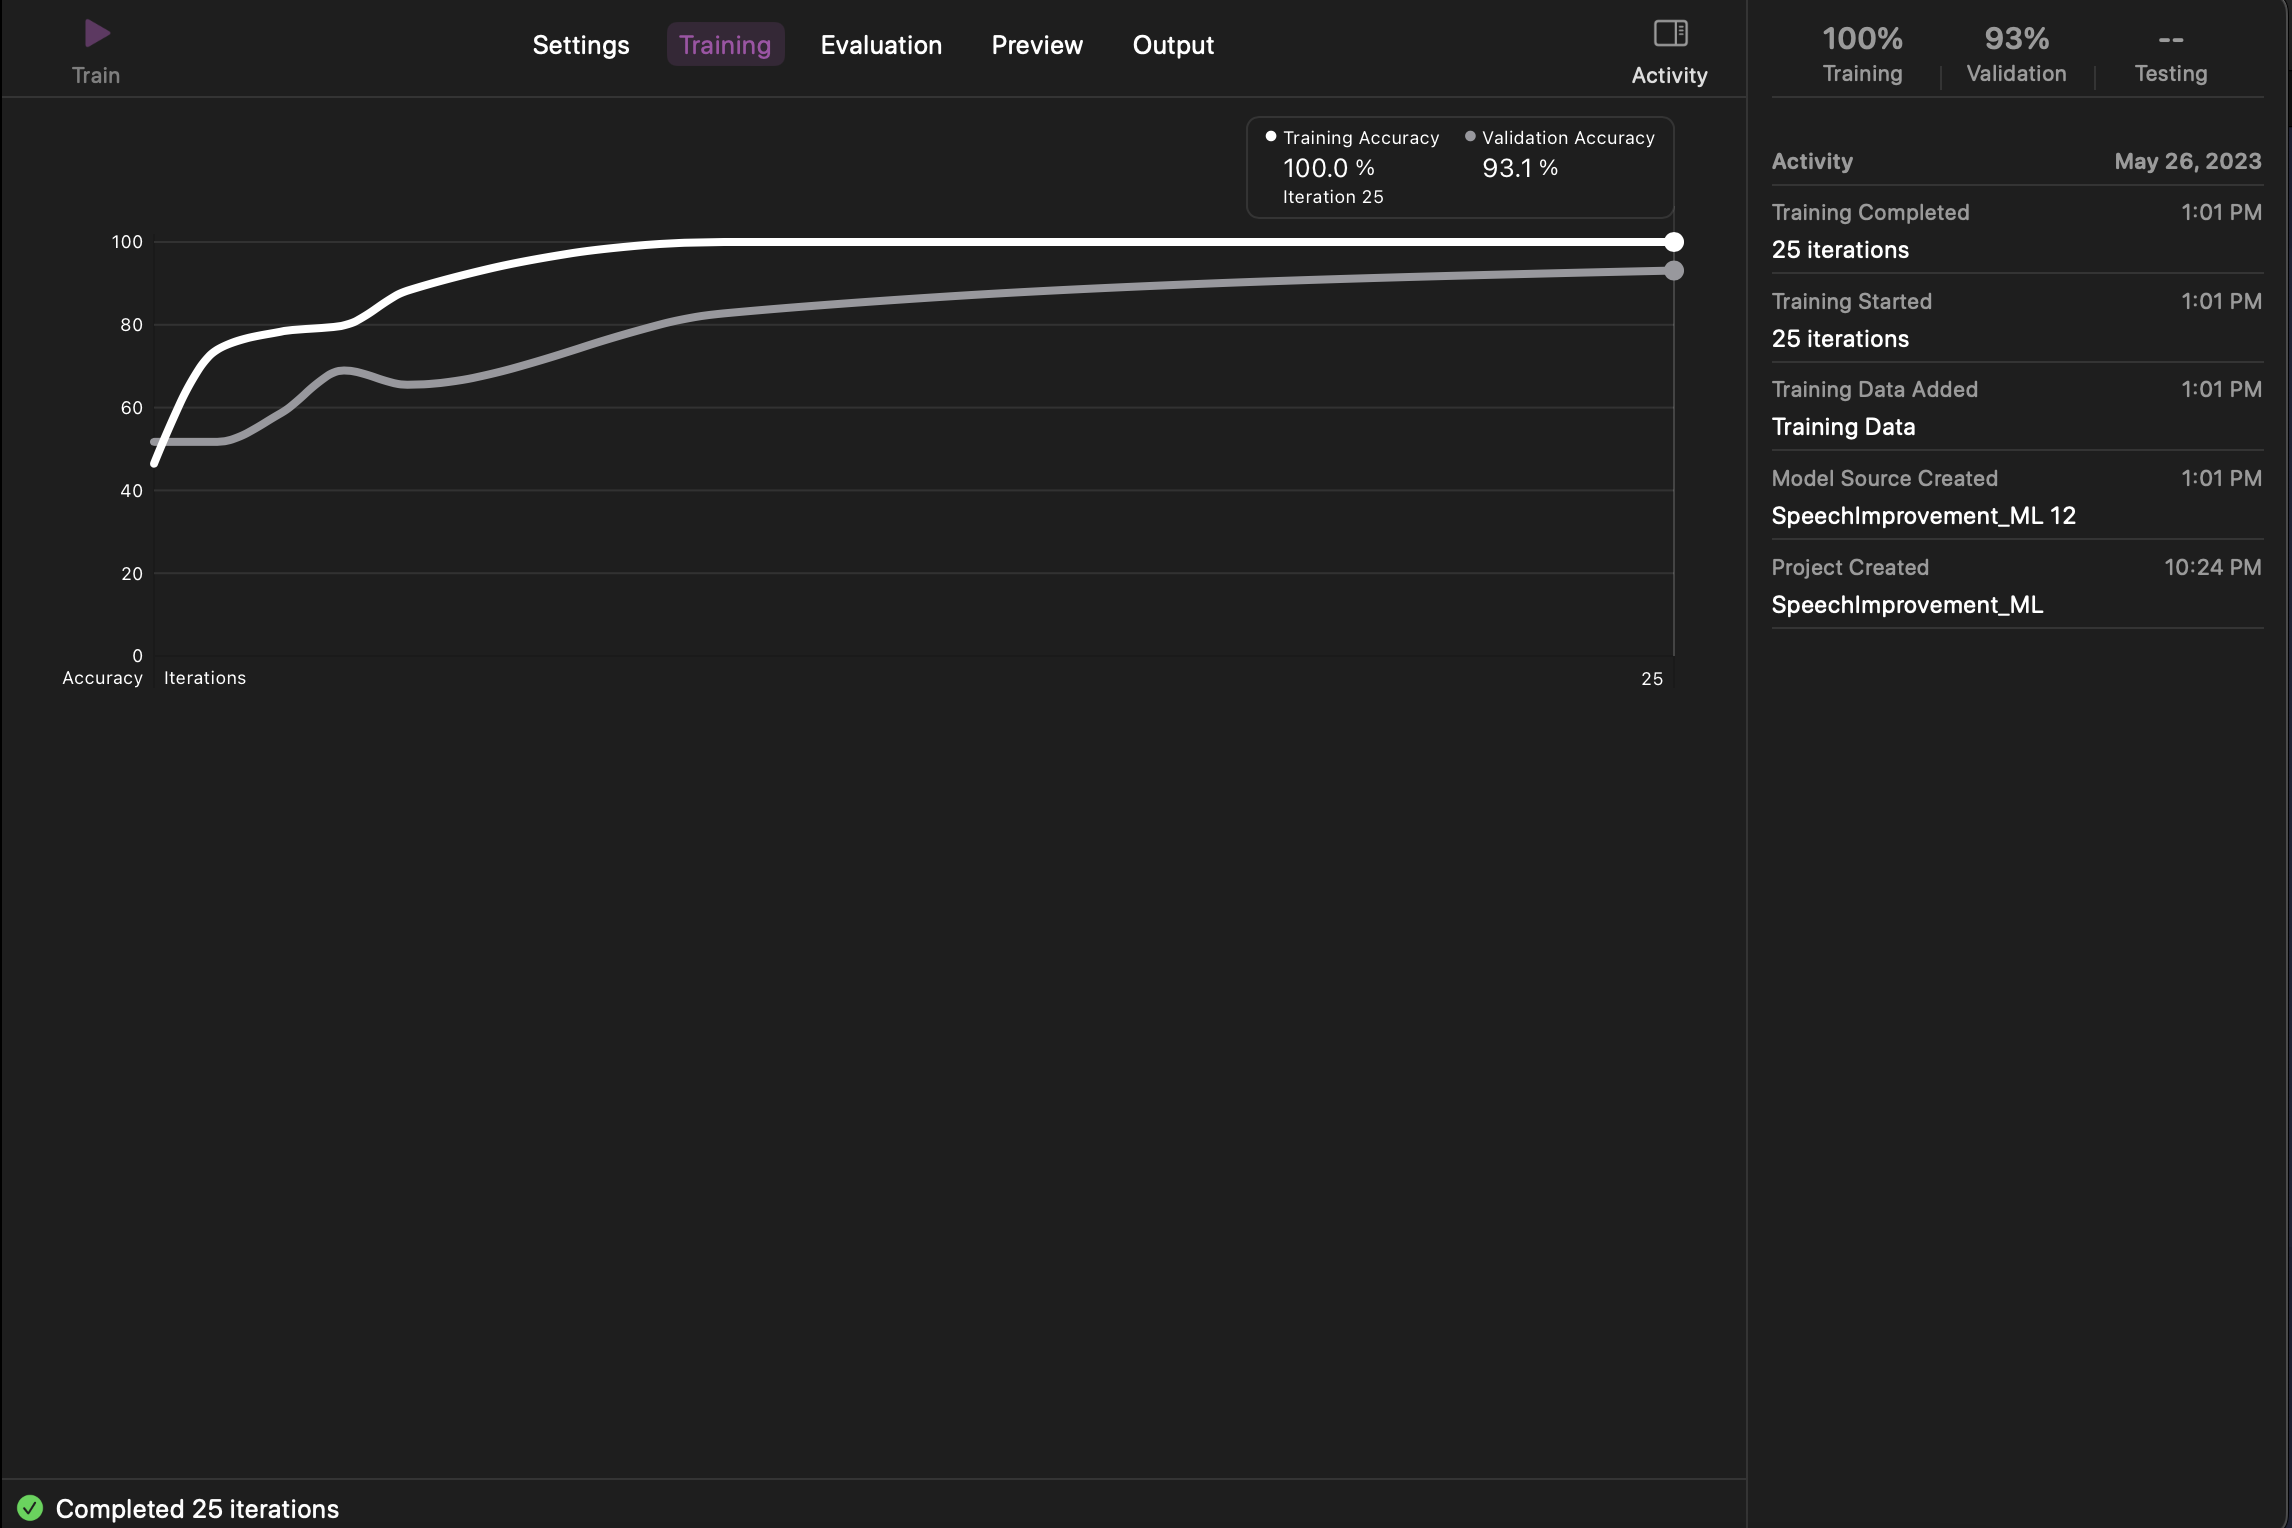 Train
Settings Training Evaluation Preview Output
Activity
100% 93% --
Training Validation Testing
Training Accuracy Validation Accuracy
100.0 % 93.1 %
Iteration 25
100
80
60
40
20
0
Accuracy Iterations 25
Activity May 26, 2023
Training Completed 1:01 PM
25 iterations
Training Started 1:01 PM
25 iterations
Training Data Added 1:01 PM
Training Data
Model Source Created 1:01 PM
SpeechImprovement_ML 12
Project Created 10:24 PM
SpeechImprovement_ML
Completed 25 iterations